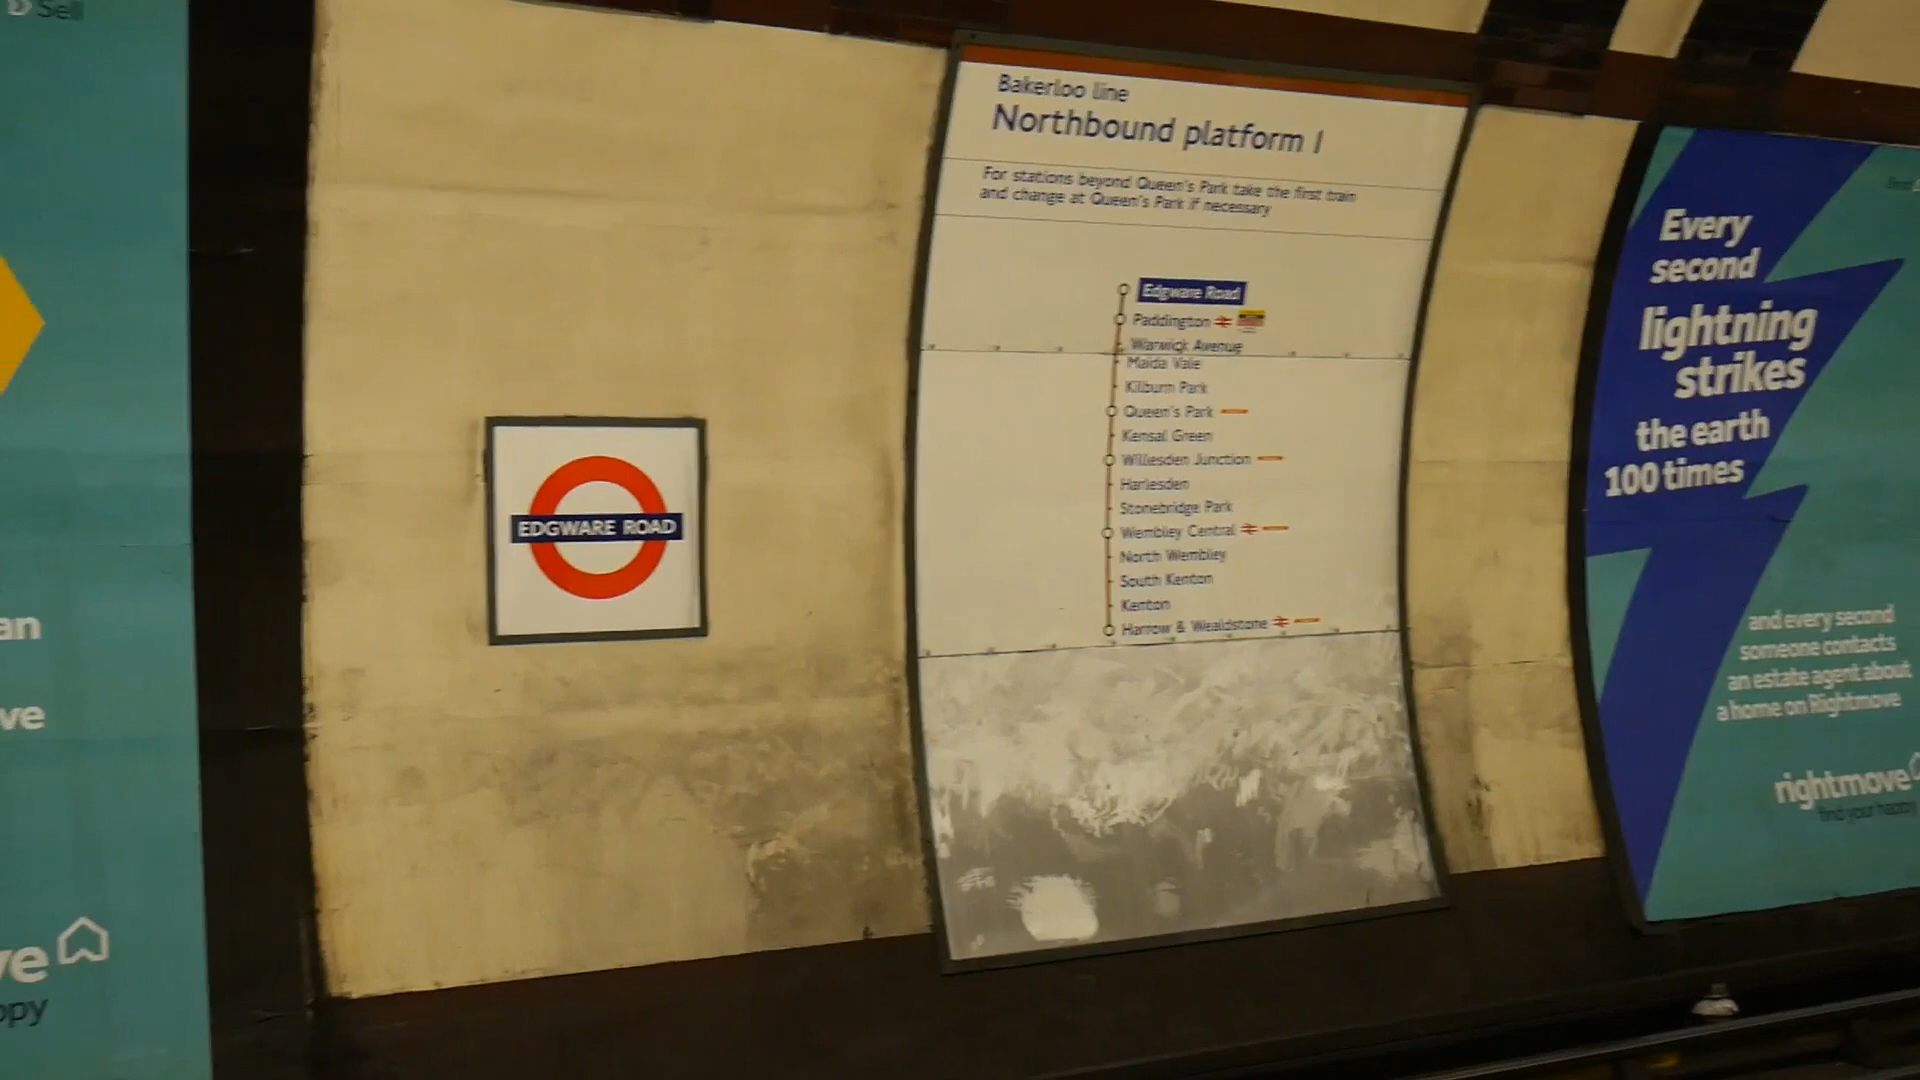 Sell
an
ve
ve
ppy
EDGWARE ROAD
Bakerloo line
Northbound platform 1
For stations beyond Queen's Park take the first train
and change at Queen's Park if necessary
Edgware Road
Paddington
Warwick Avenue
Maida Vale
Kilburn Park
Queen's Park
Kensal Green
Willesden Junction
Harlesden
Stonebridge Park
Wembley Central
North Wembley
South Kenton
Kenton
Harrow & Wealdstone
Every
second
lightning
strikes
the earth
100 times
and every second
someone contacts
an estate agent about
a home on Rightmove
rightmove
find your happy